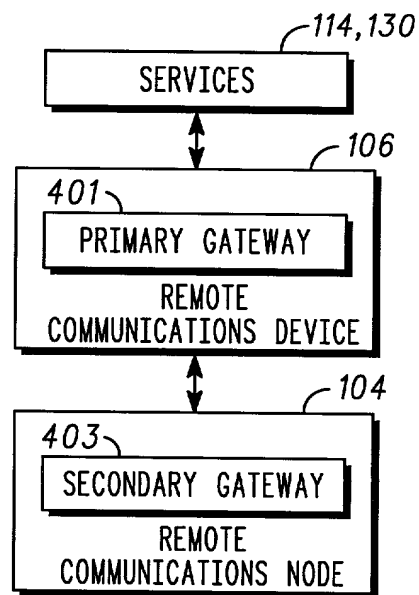 114,130
SERVICES
106
401
PRIMARY GATEWAY
REMOTE
COMMUNICATIONS DEVICE
104
403
SECONDARY GATEWAY
REMOTE
COMMUNICATIONS NODE